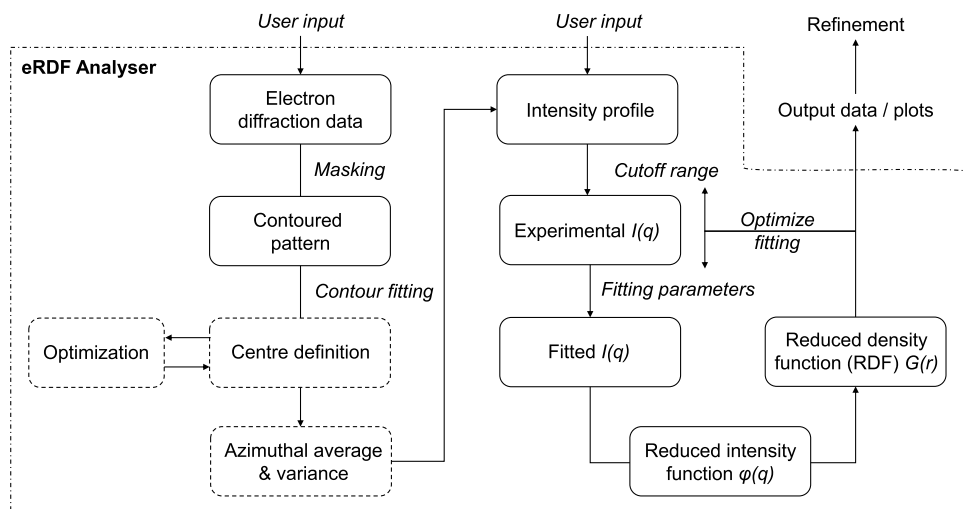 User input
User input
Refinement
eRDF Analyser
Electron
diffraction data
Intensity profile
Output data / plots
Masking
Cutoff range
Contoured
pattern
Experimental I(q)
Optimize
fitting
Contour fitting
Fitting parameters
Optimization
Centre definition
Fitted I(q)
Reduced density
function (RDF) G(r)
Azimuthal average
& variance
Reduced intensity
function φ(q)